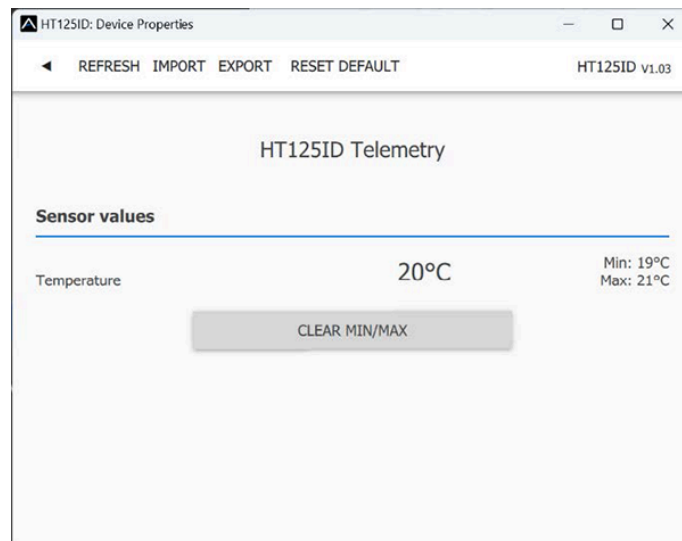 HT125ID: Device Properties
REFRESH IMPORT EXPORT RESET DEFAULT HT125ID V1.03
HT125ID Telemetry
Sensor values
Temperature 20°C Min: 19°C
Max: 21°C
CLEAR MIN/MAX